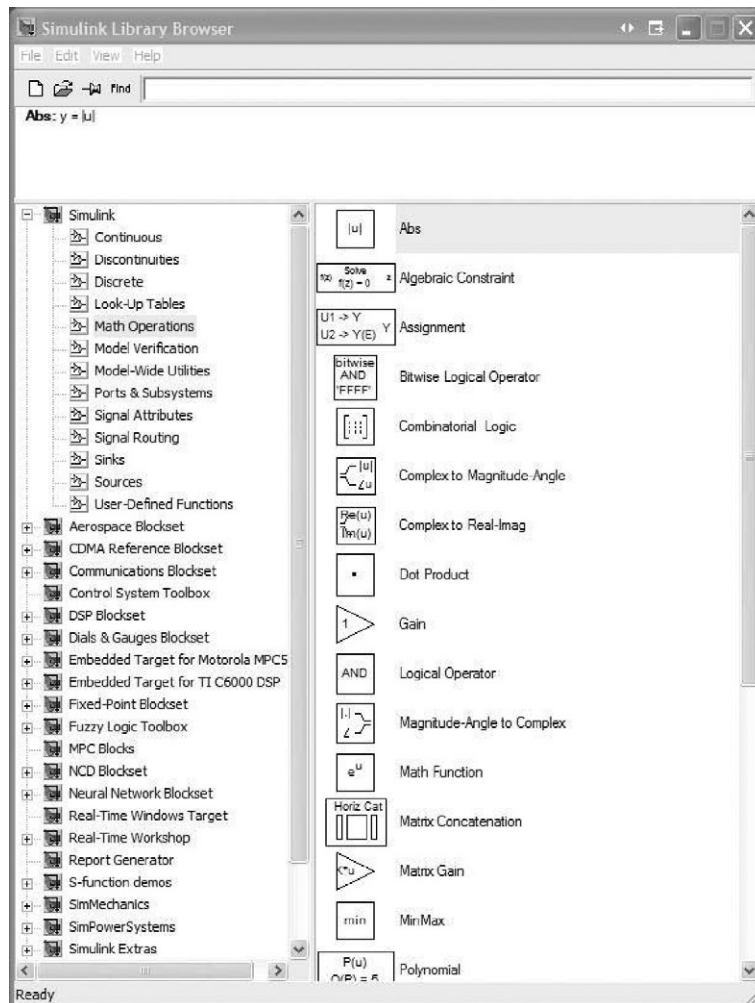 Simulink Library Browser
File Edit View Help
Find
Abs: y = |u|
Simulink
Continuous
Discontinuities
Discrete
Look-Up Tables
Math Operations
Model Verification
Model-Wide Utilities
Ports & Subsystems
Signal Attributes
Signal Routing
Sinks
Sources
User-Defined Functions
Aerospace Blockset
CDMA Reference Blockset
Communications Blockset
Control System Toolbox
DSP Blockset
Dials & Gauges Blockset
Embedded Target for Motorola MPC5
Embedded Target for TI C6000 DSP
Fixed-Point Blockset
Fuzzy Logic Toolbox
MPC Blocks
NCD Blockset
Neural Network Blockset
Real-Time Windows Target
Real-Time Workshop
Report Generator
S-function demos
SimMechanics
SimPowerSystems
Simulink Extras
|u| Abs
f(z) Solve f(z) = 0 z Algebraic Constraint
U1 -> Y
U2 -> Y(E) Y Assignment
bitwise
AND
'FFFF' Bitwise Logical Operator
Combinatorial Logic
|u|
∠u Complex to Magnitude-Angle
Re(u)
Im(u) Complex to Real-Imag
Dot Product
1 Gain
AND Logical Operator
|.|
∠ Magnitude-Angle to Complex
eᵘ Math Function
Horiz Cat Matrix Concatenation
Matrix Gain
min MinMax
P(u) Polynomial
Ready